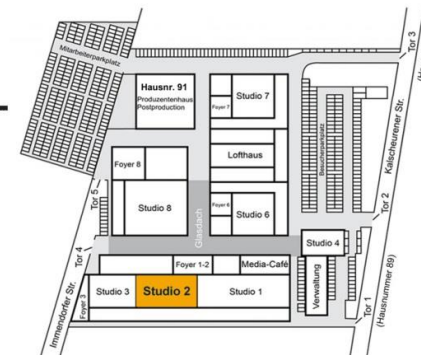 Mitarbeiterparkplatz
Tor 3
Hausnr. 91
Produzentenhaus
Postproduction
Studio 7
Foyer 7
Kalscheurener Str.
Besucherparkplatz
Foyer 8
Lofthaus
Tor 5
Studio 8
Glasdach
Foyer 6
Studio 6
Tor 2
Tor 4
Studio 4
Foyer 1-2
Media-Café
Verwaltung
(Hausnummer 89)
Immendorfer Str.
Foyer 3
Studio 3
Studio 2
Studio 1
Tor 1